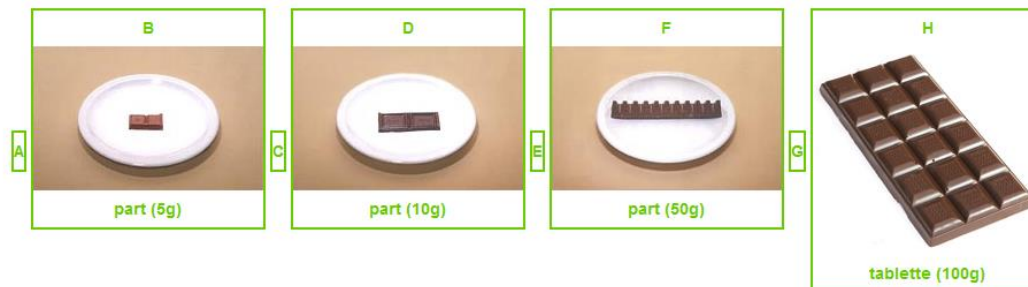 A
B
part (5g)
C
D
part (10g)
E
F
part (50g)
G
H
tablette (100g)